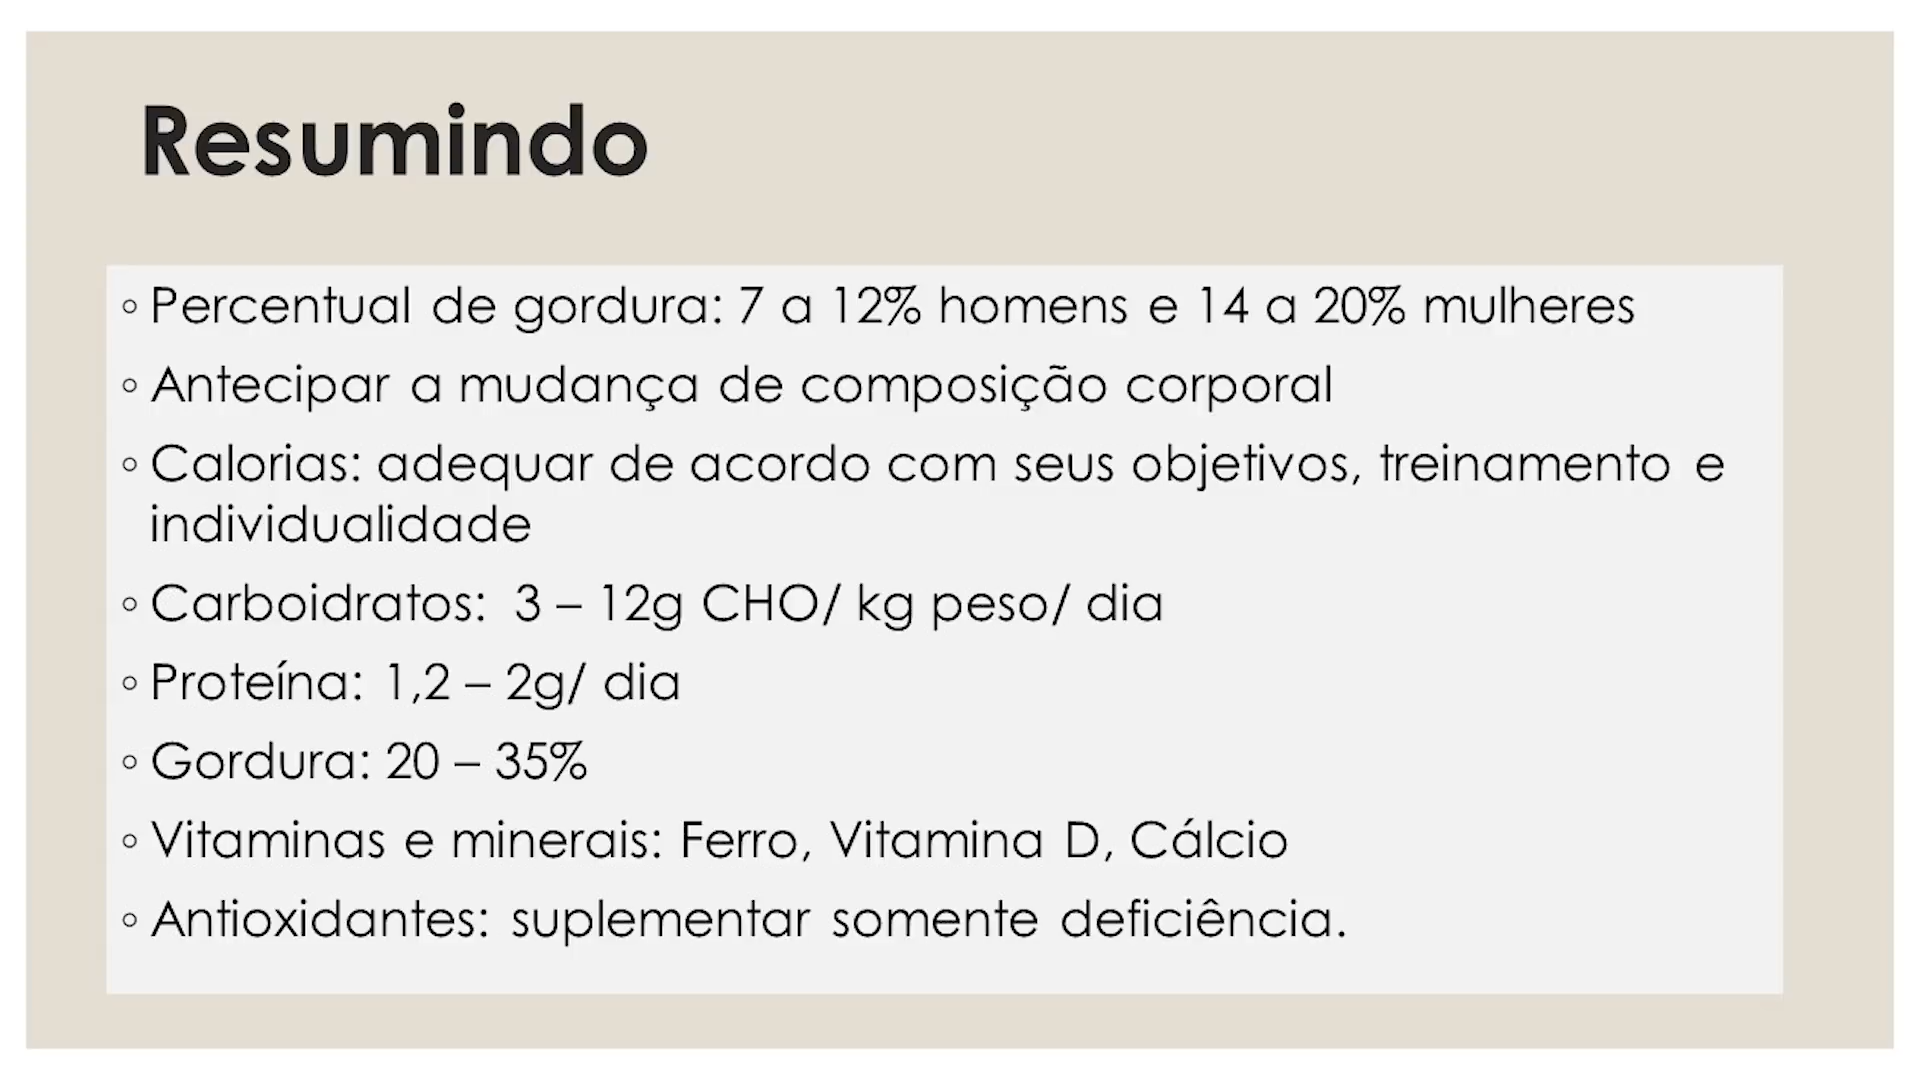 Resumindo
◦ Percentual de gordura: 7 a 12% homens e 14 a 20% mulheres
◦ Antecipar a mudança de composição corporal
◦ Calorias: adequar de acordo com seus objetivos, treinamento e
individualidade
◦ Carboidratos: 3 – 12g CHO/ kg peso/ dia
◦ Proteína: 1,2 – 2g/ dia
◦ Gordura: 20 – 35%
◦ Vitaminas e minerais: Ferro, Vitamina D, Cálcio
◦ Antioxidantes: suplementar somente deficiência.